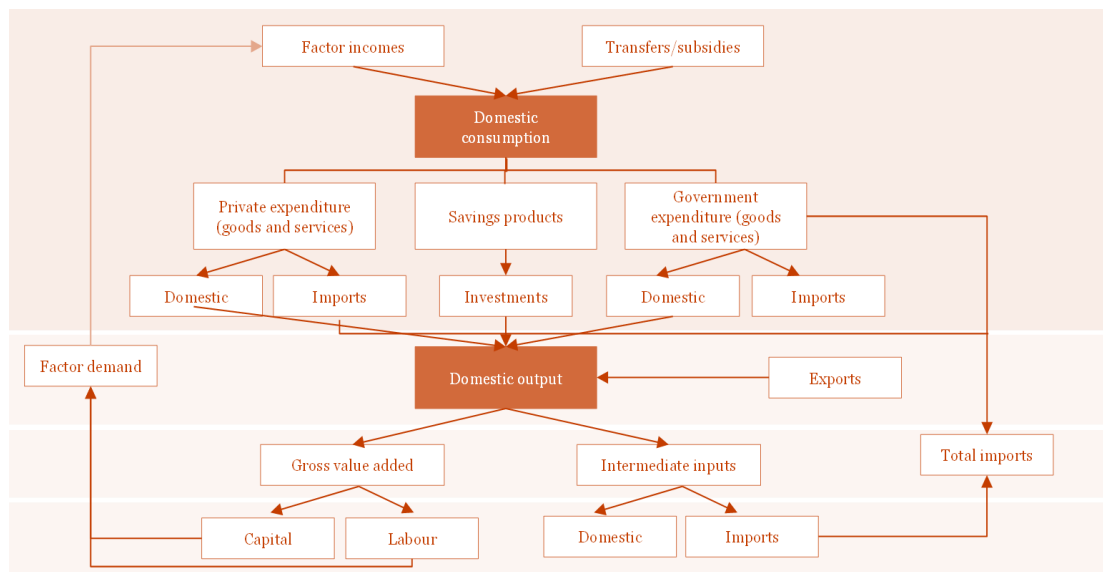 Factor incomes
Transfers/subsidies
Domestic
consumption
Private expenditure
(goods and services)
Savings products
Government
expenditure (goods
and services)
Domestic
Imports
Investments
Domestic
Imports
Factor demand
Domestic output
Exports
Gross value added
Intermediate inputs
Total imports
Capital
Labour
Domestic
Imports